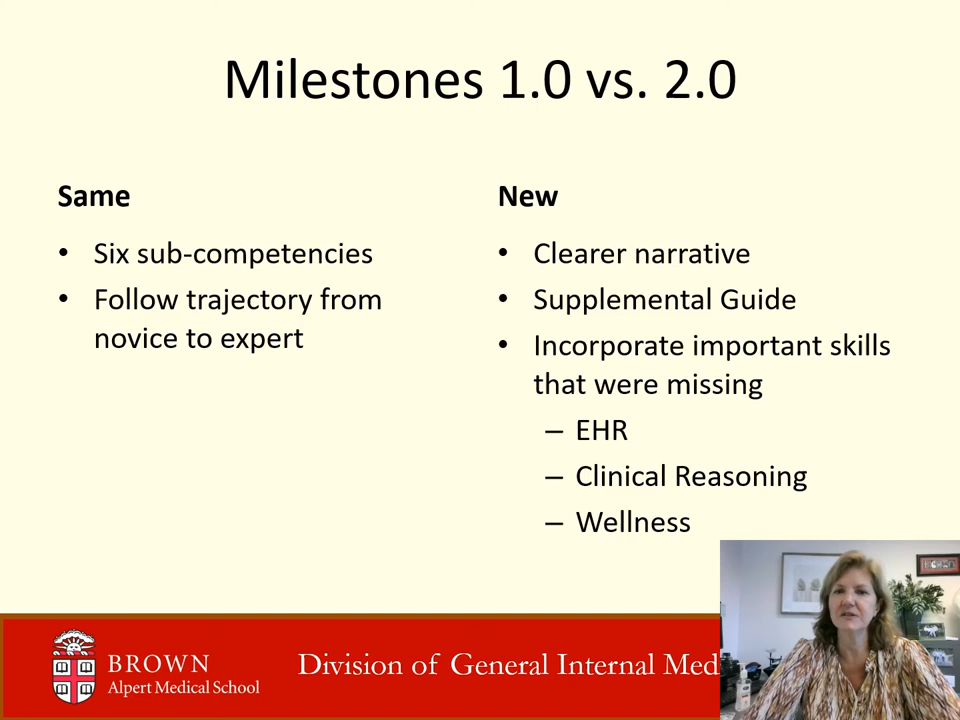 Milestones 1.0 vs. 2.0
Same
• Six sub-competencies
• Follow trajectory from
novice to expert
New
• Clearer narrative
• Supplemental Guide
• Incorporate important skills
that were missing
– EHR
– Clinical Reasoning
– Wellness
BROWN
Alpert Medical School
Division of General Internal Med